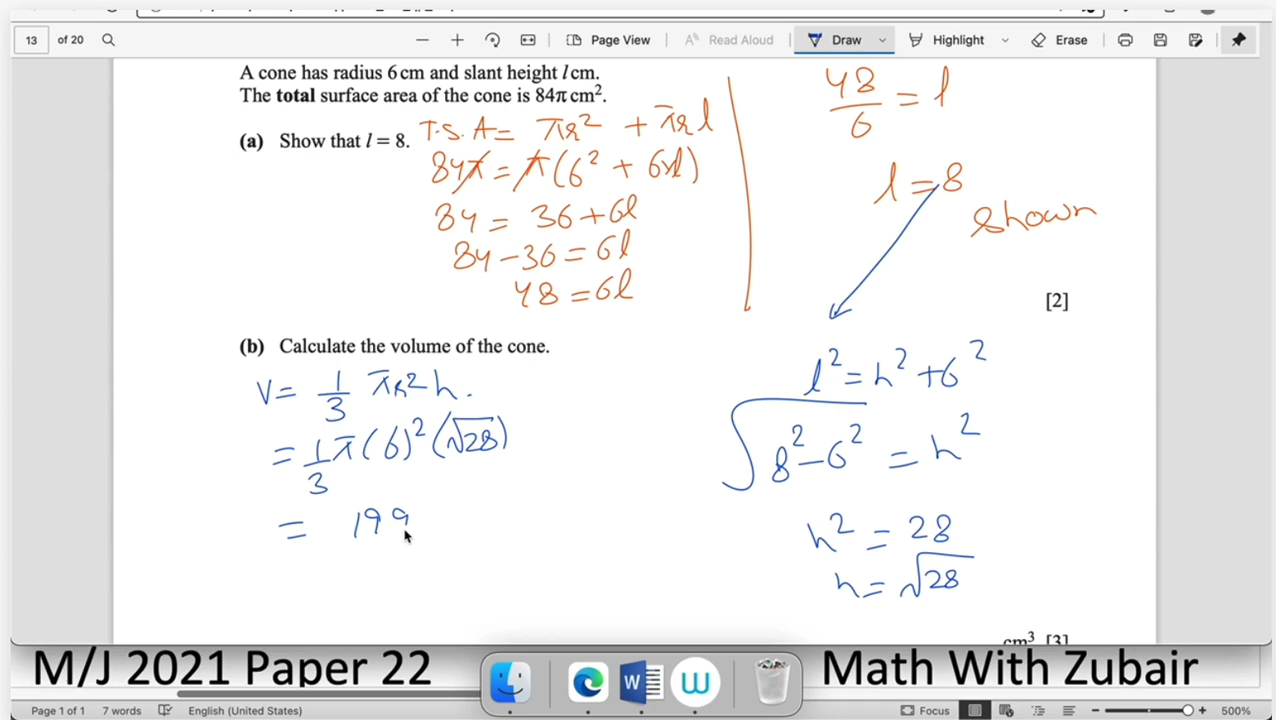 13 of 20
Page View
Read Aloud
Draw
Highlight
Erase
A cone has radius 6 cm and slant height l cm.
The total surface area of the cone is 84π cm².
(a) Show that l = 8.
T.S.A = πr² + πrl
84π = π(6² + 6xl)
84 = 36 + 6l
84 - 36 = 6l
48 = 6l
48/6 = l
l = 8
Shown
[2]
(b) Calculate the volume of the cone.
V = 1/3 πr² h.
= 1/3 π (6)² (√28)
= 199
l² = h² + 6²
√8² - 6² = h²
h² = 28
h = √28
cm³ [3]
M/J 2021 Paper 22
Math With Zubair
Page 1 of 1
7 words
English (United States)
Focus
500%